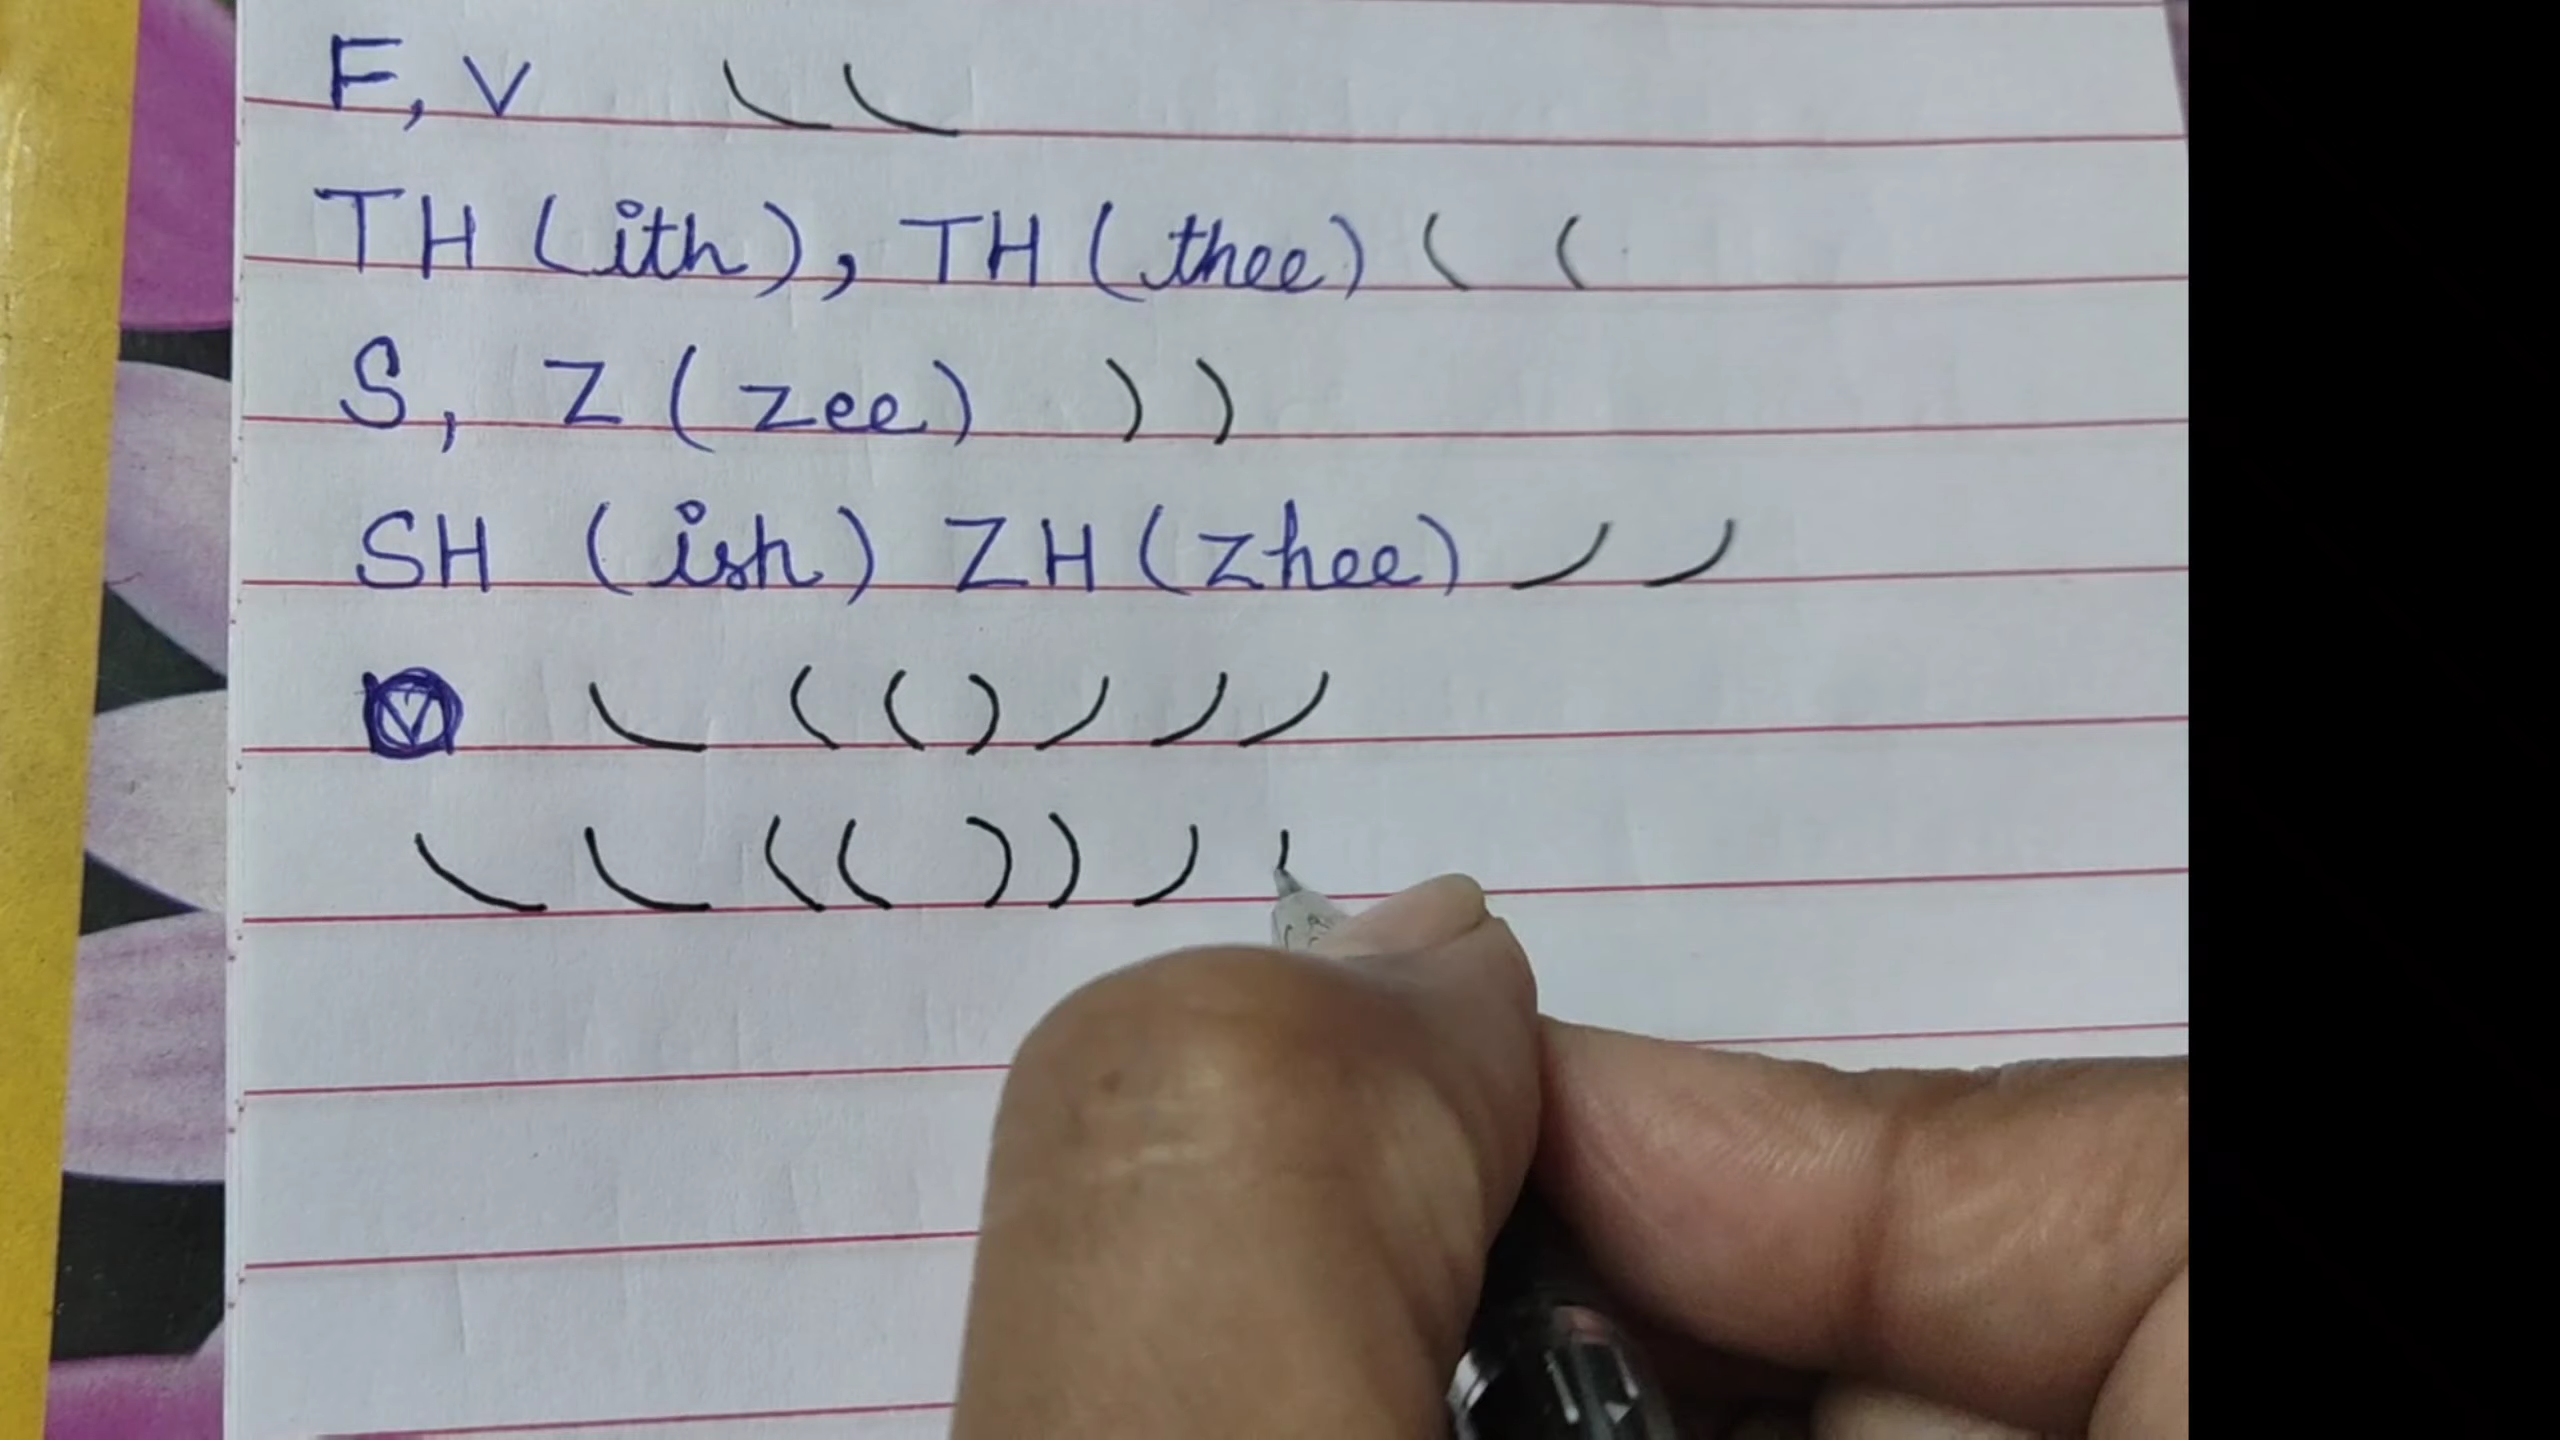 F, V
TH (ith), TH (thee)
S, Z (zee)
SH (ish) ZH (zhee)